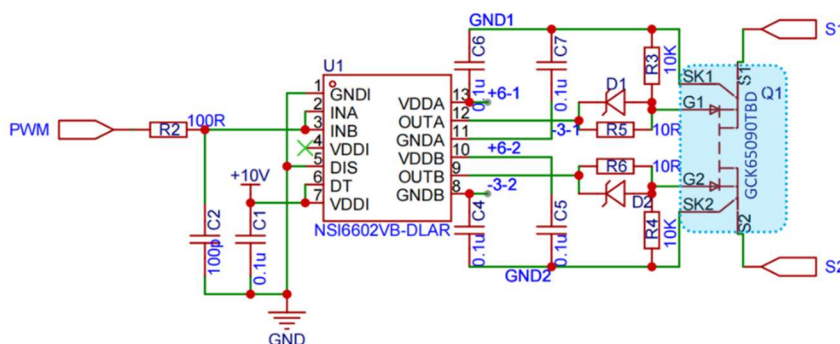 GND1
S1
U1
C6
0.1u
C7
0.1u
R3
10K
SK1
S1
Q1
1
GNDI
2
INA
3
INB
4
VDDI
5
DIS
6
DT
7
VDDI
VDDA
13
+6-1
OUTA
12
GNDA
11
-3-1
VDDB
10
+6-2
OUTB
9
GNDB
8
-3-2
D1
R5
10R
G1
GCK65090TBD
PWM
R2
100R
+10V
R6
10R
G2
D2
SK2
S2
NSI6602VB-DLAR
C2
100p
C1
0.1u
C4
0.1u
C5
0.1u
R4
10K
GND2
S2
GND